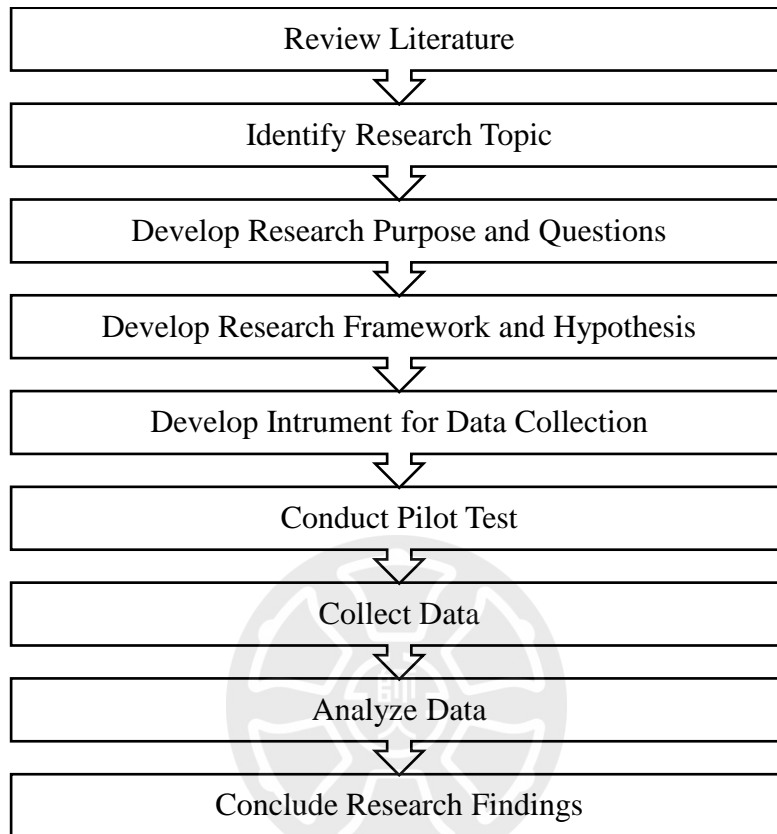 Review Literature
Identify Research Topic
Develop Research Purpose and Questions
Develop Research Framework and Hypothesis
Develop Intrument for Data Collection
Conduct Pilot Test
Collect Data
Analyze Data
Conclude Research Findings